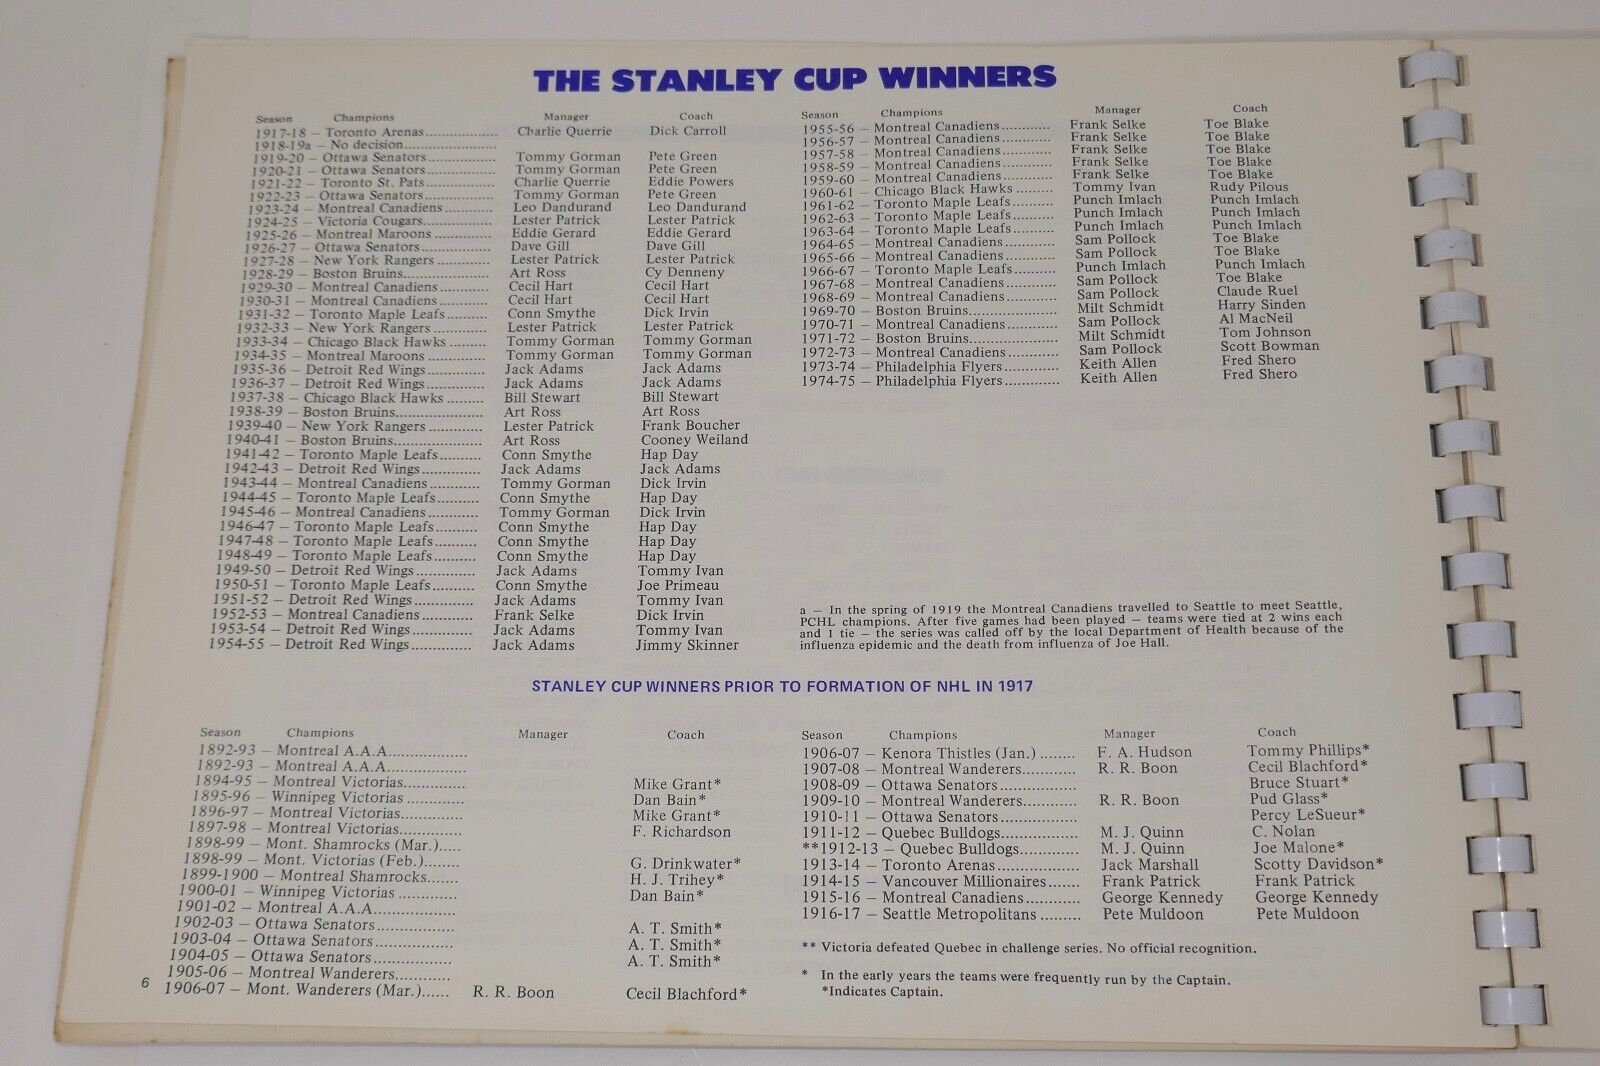 THE STANLEY CUP WINNERS
Season Champions Manager Coach
1917-18 – Toronto Arenas.................. Charlie Querrie Dick Carroll
1918-19a – No decision.......................
1919-20 – Ottawa Senators................. Tommy Gorman Pete Green
1920-21 – Ottawa Senators................. Tommy Gorman Pete Green
1921-22 – Toronto St. Pats................. Charlie Querrie Eddie Powers
1922-23 – Ottawa Senators................. Tommy Gorman Pete Green
1923-24 – Montreal Canadiens............ Leo Dandurand Leo Dandurand
1924-25 – Victoria Cougars................. Lester Patrick Lester Patrick
1925-26 – Montreal Maroons............... Eddie Gerard Eddie Gerard
1926-27 – Ottawa Senators................. Dave Gill Dave Gill
1927-28 – New York Rangers ............. Lester Patrick Lester Patrick
1928-29 – Boston Bruins..................... Art Ross Cy Denneny
1929-30 – Montreal Canadiens............ Cecil Hart Cecil Hart
1930-31 – Montreal Canadiens............ Cecil Hart Cecil Hart
1931-32 – Toronto Maple Leafs........... Conn Smythe Dick Irvin
1932-33 – New York Rangers ............. Lester Patrick Lester Patrick
1933-34 – Chicago Black Hawks ......... Tommy Gorman Tommy Gorman
1934-35 – Montreal Maroons............... Tommy Gorman Tommy Gorman
1935-36 – Detroit Red Wings............... Jack Adams Jack Adams
1936-37 – Detroit Red Wings............... Jack Adams Jack Adams
1937-38 – Chicago Black Hawks ......... Bill Stewart Bill Stewart
1938-39 – Boston Bruins..................... Art Ross Art Ross
1939-40 – New York Rangers ............. Lester Patrick Frank Boucher
1940-41 – Boston Bruins..................... Art Ross Cooney Weiland
1941-42 – Toronto Maple Leafs.......... Conn Smythe Hap Day
1942-43 – Detroit Red Wings.............. Jack Adams Jack Adams
1943-44 – Montreal Canadiens............ Tommy Gorman Dick Irvin
1944-45 – Toronto Maple Leafs.......... Conn Smythe Hap Day
1945-46 – Montreal Canadiens............ Tommy Gorman Dick Irvin
1946-47 – Toronto Maple Leafs.......... Conn Smythe Hap Day
1947-48 – Toronto Maple Leafs.......... Conn Smythe Hap Day
1948-49 – Toronto Maple Leafs.......... Conn Smythe Hap Day
1949-50 – Detroit Red Wings.............. Jack Adams Tommy Ivan
1950-51 – Toronto Maple Leafs.......... Conn Smythe Joe Primeau
1951-52 – Detroit Red Wings.............. Jack Adams Tommy Ivan
1952-53 – Montreal Canadiens............ Frank Selke Dick Irvin
1953-54 – Detroit Red Wings.............. Jack Adams Tommy Ivan
1954-55 – Detroit Red Wings.............. Jack Adams Jimmy Skinner
Season Champions Manager Coach
1955-56 – Montreal Canadiens............ Frank Selke Toe Blake
1956-57 – Montreal Canadiens............ Frank Selke Toe Blake
1957-58 – Montreal Canadiens............ Frank Selke Toe Blake
1958-59 – Montreal Canadiens............ Frank Selke Toe Blake
1959-60 – Montreal Canadiens............ Frank Selke Toe Blake
1960-61 – Chicago Black Hawks ......... Tommy Ivan Rudy Pilous
1961-62 – Toronto Maple Leafs.......... Punch Imlach Punch Imlach
1962-63 – Toronto Maple Leafs.......... Punch Imlach Punch Imlach
1963-64 – Toronto Maple Leafs.......... Punch Imlach Punch Imlach
1964-65 – Montreal Canadiens............ Sam Pollock Toe Blake
1965-66 – Montreal Canadiens............ Sam Pollock Toe Blake
1966-67 – Toronto Maple Leafs.......... Punch Imlach Punch Imlach
1967-68 – Montreal Canadiens............ Sam Pollock Toe Blake
1968-69 – Montreal Canadiens............ Sam Pollock Claude Ruel
1969-70 – Boston Bruins..................... Milt Schmidt Harry Sinden
1970-71 – Montreal Canadiens............ Sam Pollock Al MacNeil
1971-72 – Boston Bruins..................... Milt Schmidt Tom Johnson
1972-73 – Montreal Canadiens............ Sam Pollock Scott Bowman
1973-74 – Philadelphia Flyers............. Keith Allen Fred Shero
1974-75 – Philadelphia Flyers............. Keith Allen Fred Shero
a – In the spring of 1919 the Montreal Canadiens travelled to Seattle to meet Seattle,
PCHL champions. After five games had been played – teams were tied at 2 wins each
and 1 tie – the series was called off by the local Department of Health because of the
influenza epidemic and the death from influenza of Joe Hall.
STANLEY CUP WINNERS PRIOR TO FORMATION OF NHL IN 1917
Season Champions Manager Coach
1892-93 – Montreal A.A.A...................
1892-93 – Montreal A.A.A...................
1894-95 – Montreal Victorias............... Mike Grant*
1895-96 – Winnipeg Victorias .............. Dan Bain*
1896-97 – Montreal Victorias............... Mike Grant*
1897-98 – Montreal Victorias............... F. Richardson
1898-99 – Mont. Shamrocks (Mar.).....
1898-99 – Mont. Victorias (Feb.)........ G. Drinkwater*
1899-1900 – Montreal Shamrocks....... H. J. Trihey*
1900-01 – Winnipeg Victorias .............. Dan Bain*
1901-02 – Montreal A.A.A...................
1902-03 – Ottawa Senators................. A. T. Smith*
1903-04 – Ottawa Senators................. A. T. Smith*
1904-05 – Ottawa Senators................. A. T. Smith*
1905-06 – Montreal Wanderers............
1906-07 – Mont. Wanderers (Mar.)...... R. R. Boon Cecil Blachford*
6
Season Champions Manager Coach
1906-07 – Kenora Thistles (Jan.) ........ F. A. Hudson Tommy Phillips*
1907-08 – Montreal Wanderers............ R. R. Boon Cecil Blachford*
1908-09 – Ottawa Senators................. Bruce Stuart*
1909-10 – Montreal Wanderers............ R. R. Boon Pud Glass*
1910-11 – Ottawa Senators................. Percy LeSueur*
1911-12 – Quebec Bulldogs................. M. J. Quinn C. Nolan
**1912-13 – Quebec Bulldogs............. M. J. Quinn Joe Malone*
1913-14 – Toronto Arenas.................. Jack Marshall Scotty Davidson*
1914-15 – Vancouver Millionaires....... Frank Patrick Frank Patrick
1915-16 – Montreal Canadiens............ George Kennedy George Kennedy
1916-17 – Seattle Metropolitans ......... Pete Muldoon Pete Muldoon
** Victoria defeated Quebec in challenge series. No official recognition.
* In the early years the teams were frequently run by the Captain.
*Indicates Captain.